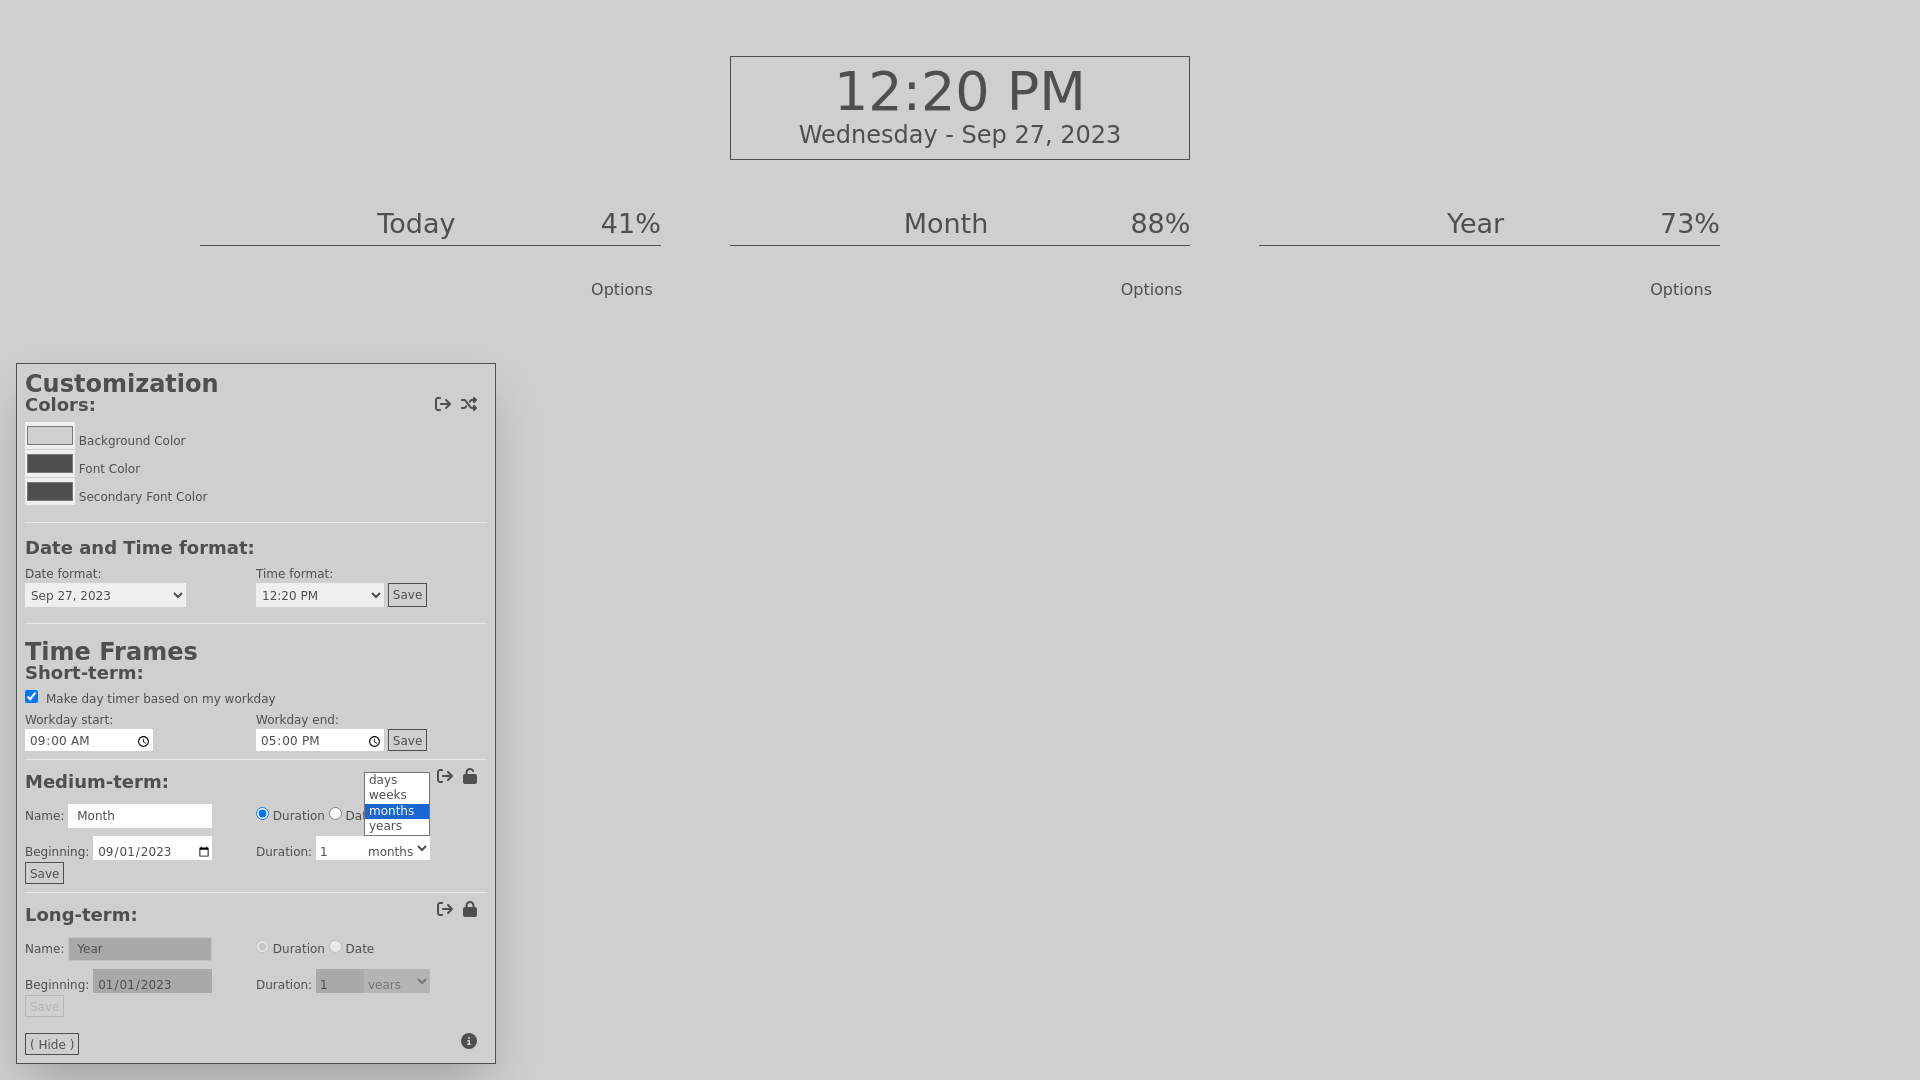 12:20 PM
Wednesday - Sep 27, 2023
Today 41%
Month 88%
Year 73%
Options
Options
Options
Customization
Colors:
Background Color
Font Color
Secondary Font Color
Date and Time format:
Date format:
Time format:
Sep 27, 2023
12:20 PM
Save
Time Frames
Short-term:
Make day timer based on my workday
Workday start:
Workday end:
09:00 AM
05:00 PM
Save
Medium-term:
days
weeks
months
years
Name: Month
Duration
Beginning: 09/01/2023
Duration: 1 months
Save
Long-term:
Name: Year
Duration Date
Beginning: 01/01/2023
Duration: 1 years
Save
( Hide )